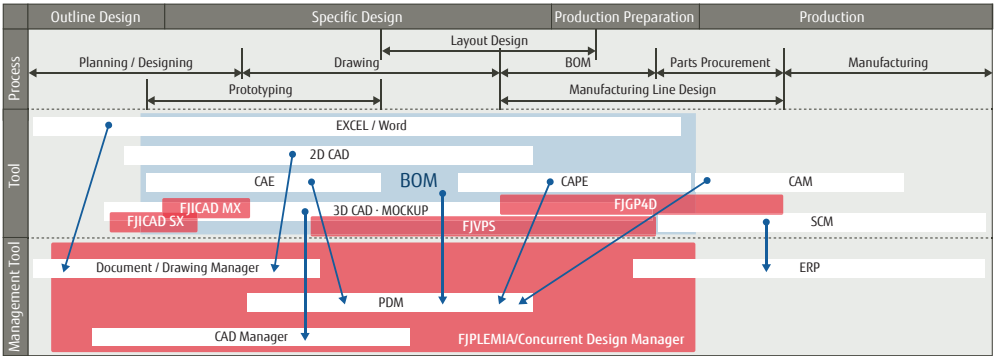 Outline Design
Specific Design
Production Preparation
Production
Process
Layout Design
Planning / Designing
Drawing
BOM
Parts Procurement
Manufacturing
Prototyping
Manufacturing Line Design
Tool
EXCEL / Word
2D CAD
CAE
BOM
CAPE
CAM
FJICAD MX
3D CAD · MOCKUP
FJGP4D
FJICAD SX
FJVPS
SCM
Management Tool
Document / Drawing Manager
ERP
PDM
CAD Manager
FJPLEMIA/Concurrent Design Manager